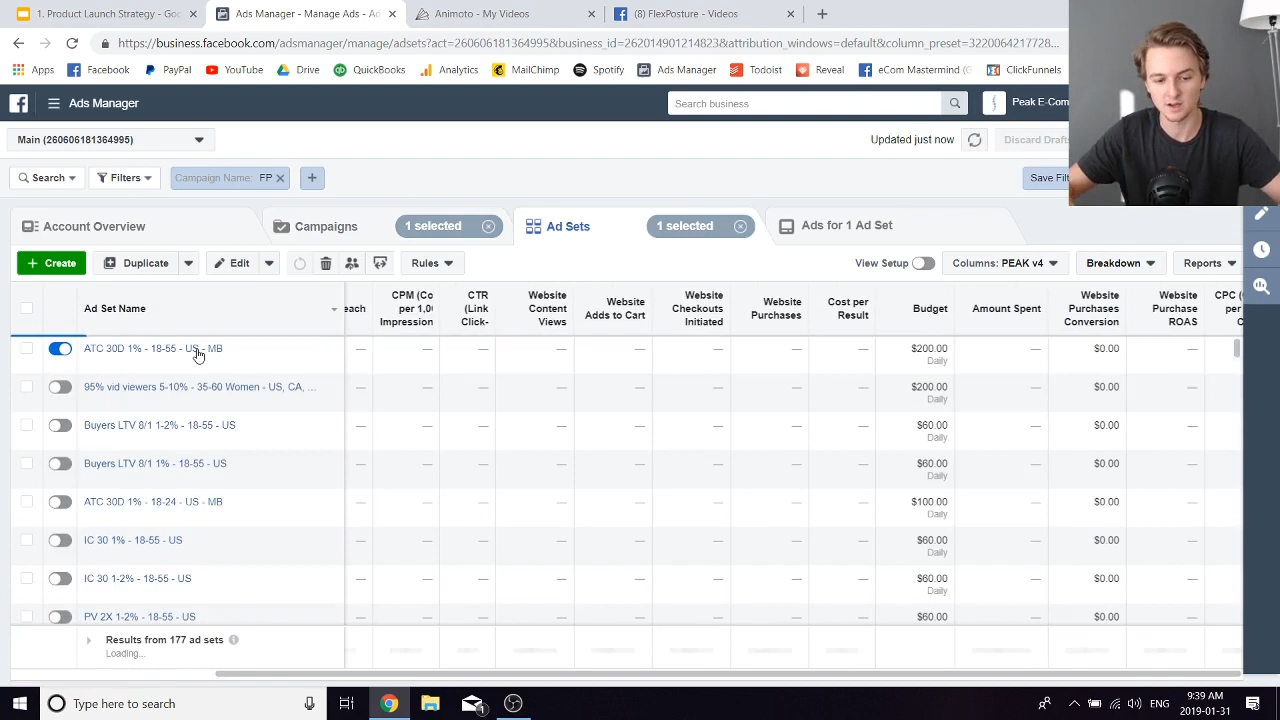 1. Product Launch Strategy - Goo
Ads Manager - Manage Ads - Ad
Animoto - My Videos
(8) FlexPosture - Videos
https://business.facebook.com/adsmanager/manage/adsets?act=260606181364995&business_id=262014901214823&attribution_windows=default&column_preset=3220064217728...
Apps
Facebook
PayPal
YouTube
Drive
QuickBooks
Analytics
MailChimp
Spotify
Ads Manager
Todoist
Reveal
eCom Mastermind (G
ClickFunnels
Ads Manager
Search business
Peak E-Com
Main (260606181364995)
Updated just now
Discard Drafts
Search
Filters
Campaign Name: FP
Save Filt
Account Overview
Campaigns
1 selected
Ad Sets
1 selected
Ads for 1 Ad Set
+ Create
Duplicate
Edit
Rules
View Setup
Columns: PEAK v4
Breakdown
Reports
Ad Set Name
each
CPM (Co
per 1,00
Impression
CTR
(Link
Click-
Website
Content
Views
Website
Adds to Cart
Website
Checkouts
Initiated
Website
Purchases
Cost per
Result
Budget
Amount Spent
Website
Purchases
Conversion
Website
Purchase
ROAS
CPC (
per
C
ATC 30D 1% - 18-55 - US - MB
— — — — — — — — $200.00 — $0.00 —
Daily
95% vid viewers 5-10% - 35-60 Women - US, CA, ...
— — — — — — — — $200.00 — $0.00 —
Daily
Buyers LTV 8/1 1-2% - 18-55 - US
— — — — — — — — $60.00 — $0.00 —
Daily
Buyers LTV 8/1 1% - 18-55 - US
— — — — — — — — $60.00 — $0.00 —
Daily
ATC 30D 1% - 18-24 - US - MB
— — — — — — — — $100.00 — $0.00 —
Daily
IC 30 1% - 18-55 - US
— — — — — — — — $60.00 — $0.00 —
Daily
IC 30 1-2% - 18-55 - US
— — — — — — — — $60.00 — $0.00 —
Daily
PV 2X 1-2% - 18-55 - US
— — — — — — — — $60.00 — $0.00 —
Results from 177 ad sets
Loading...
Type here to search
9:39 AM
2019-01-31